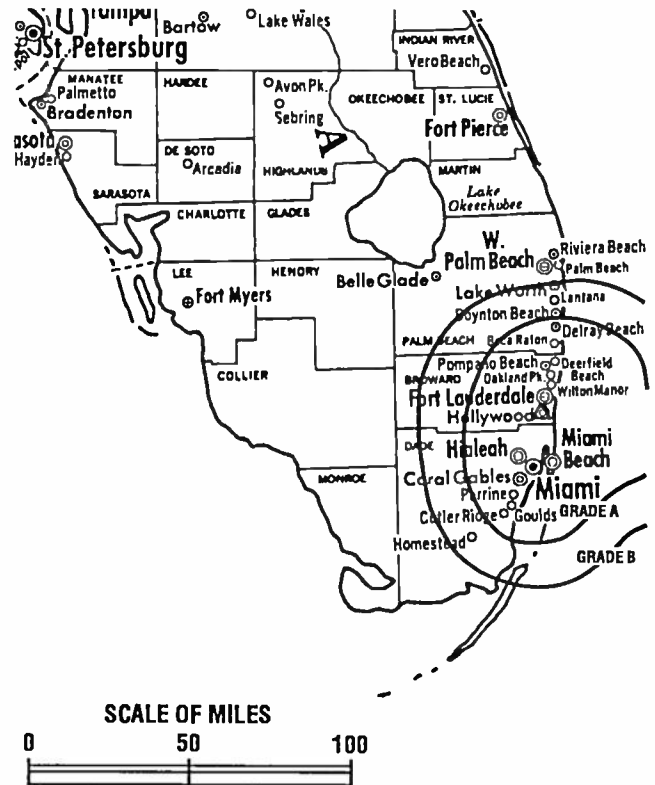 Tampa
St. Petersburg
Bartow
Lake Wales
INDIAN RIVER
Vero Beach
MANATEE
Palmetto
Bradenton
HARDEE
Avon Pk.
Sebring
OKEECHOBEE
ST. LUCIE
Fort Pierce
asota
Hayden
DE SOTO
Arcadia
A
HIGHLANDS
MARTIN
SARASOTA
CHARLOTTE
GLADES
Lake
Okeechobee
LEE
HENDRY
Belle Glade
W.
Palm Beach
Riviera Beach
Palm Beach
Fort Myers
Lake Worth
Lantana
Boynton Beach
Delray Beach
PALM BEACH
Boca Raton
COLLIER
Pompano Beach
Deerfield
Beach
BROWARD
Oakland Pk.
Wilton Manor
Fort Lauderdale
Hollywo
DADE
Hialeah
Miami
Beach
MONROE
Coral Gables
Miami
Perrine
Cutler Ridge
Goulds
GRADE A
Homestead
GRADE B
SCALE OF MILES
0 50 100